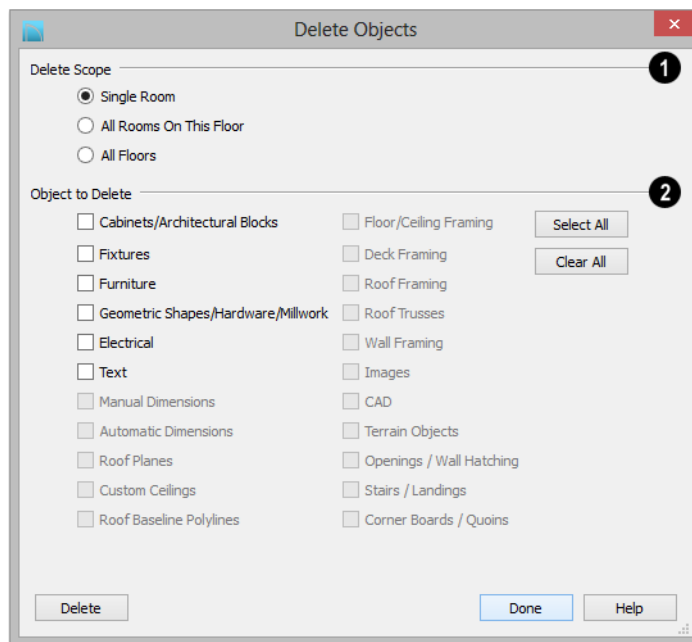 Delete Objects
Delete Scope
1
Single Room
All Rooms On This Floor
All Floors
Object to Delete
2
Cabinets/Architectural Blocks
Fixtures
Furniture
Geometric Shapes/Hardware/Millwork
Electrical
Text
Manual Dimensions
Automatic Dimensions
Roof Planes
Custom Ceilings
Roof Baseline Polylines
Floor/Ceiling Framing
Deck Framing
Roof Framing
Roof Trusses
Wall Framing
Images
CAD
Terrain Objects
Openings / Wall Hatching
Stairs / Landings
Corner Boards / Quoins
Select All
Clear All
Delete
Done
Help